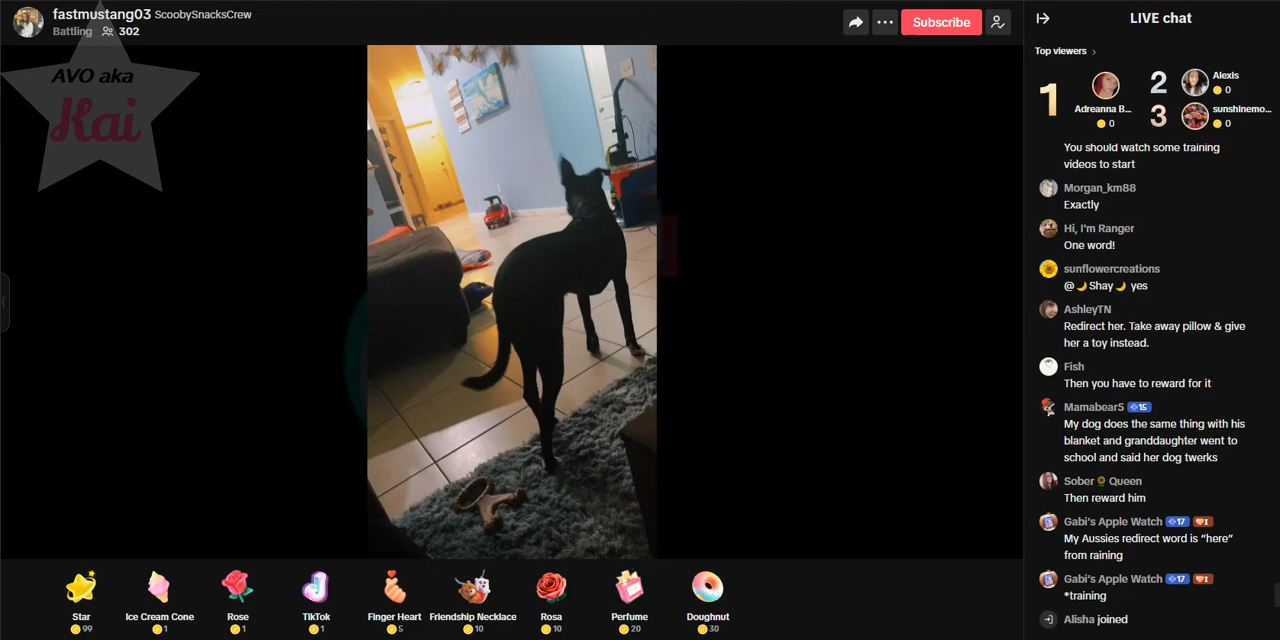 fastmustang03 ScoobySnacksCrew
Battling 302
Subscribe
LIVE chat
AVO aka
Kai
Top viewers
1
Adreanna B...
0
2
Alexis
0
3
sunshinemo...
0
You should watch some training
videos to start
Morgan_km88
Exactly
Hi, I'm Ranger
One word!
sunflowercreations
@🌙Shay🌙 yes
AshleyTN
Redirect her. Take away pillow & give
her a toy instead.
Fish
Then you have to reward for it
Mamabear5 15
My dog does the same thing with his
blanket and granddaughter went to
school and said her dog twerks
Sober 🌻 Queen
Then reward him
Gabi's Apple Watch 17 I
My Aussies redirect word is “here”
from raining
Gabi's Apple Watch 17 I
*training
Alisha joined
Star
99
Ice Cream Cone
1
Rose
1
TikTok
1
Finger Heart
5
Friendship Necklace
10
Rosa
10
Perfume
20
Doughnut
30